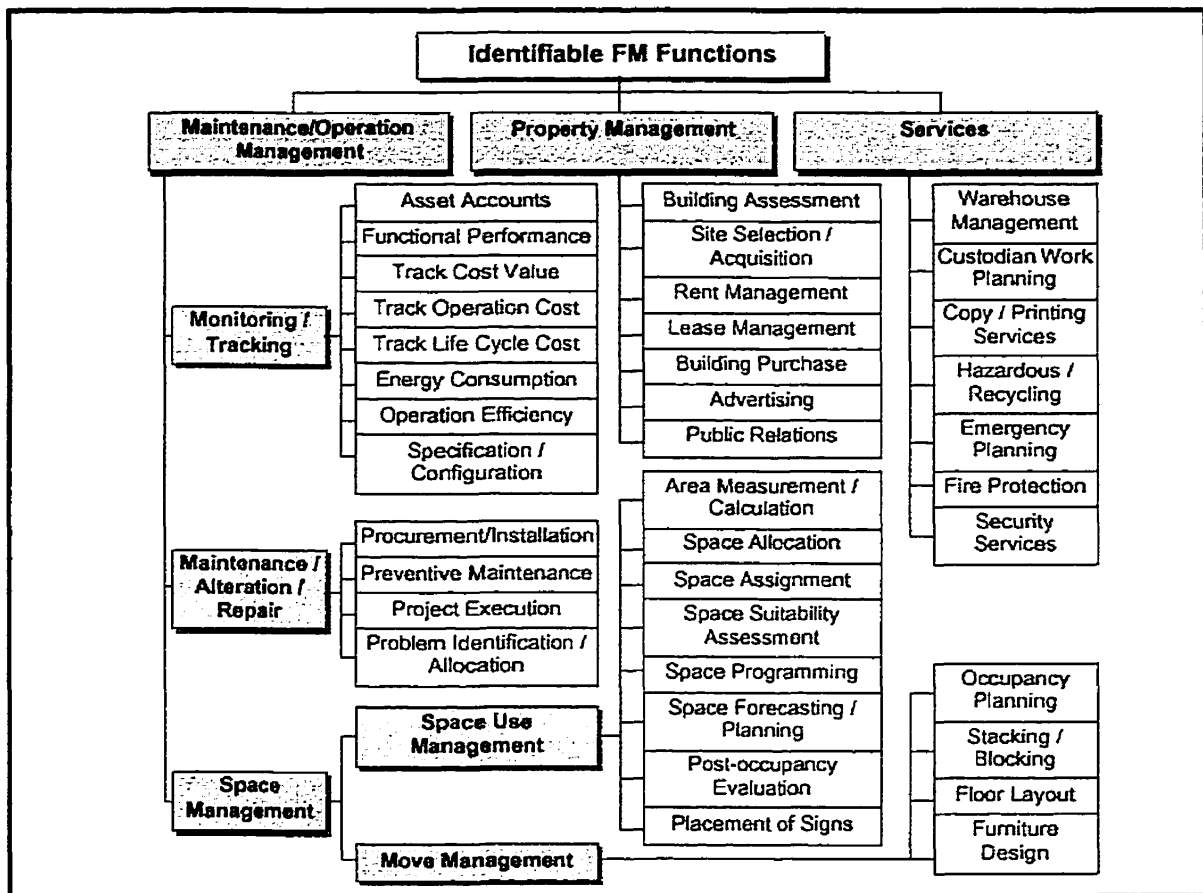 Identifiable FM Functions
Maintenance/Operation
Management
Property Management
Services
Monitoring /
Tracking
Asset Accounts
Functional Performance
Track Cost Value
Track Operation Cost
Track Life Cycle Cost
Energy Consumption
Operation Efficiency
Specification /
Configuration
Maintenance /
Alteration /
Repair
Procurement/Installation
Preventive Maintenance
Project Execution
Problem Identification /
Allocation
Space
Management
Space Use
Management
Move Management
Building Assessment
Site Selection /
Acquisition
Rent Management
Lease Management
Building Purchase
Advertising
Public Relations
Area Measurement /
Calculation
Space Allocation
Space Assignment
Space Suitability
Assessment
Space Programming
Space Forecasting /
Planning
Post-occupancy
Evaluation
Placement of Signs
Warehouse
Management
Custodian Work
Planning
Copy / Printing
Services
Hazardous /
Recycling
Emergency
Planning
Fire Protection
Security
Services
Occupancy
Planning
Stacking /
Blocking
Floor Layout
Furniture
Design